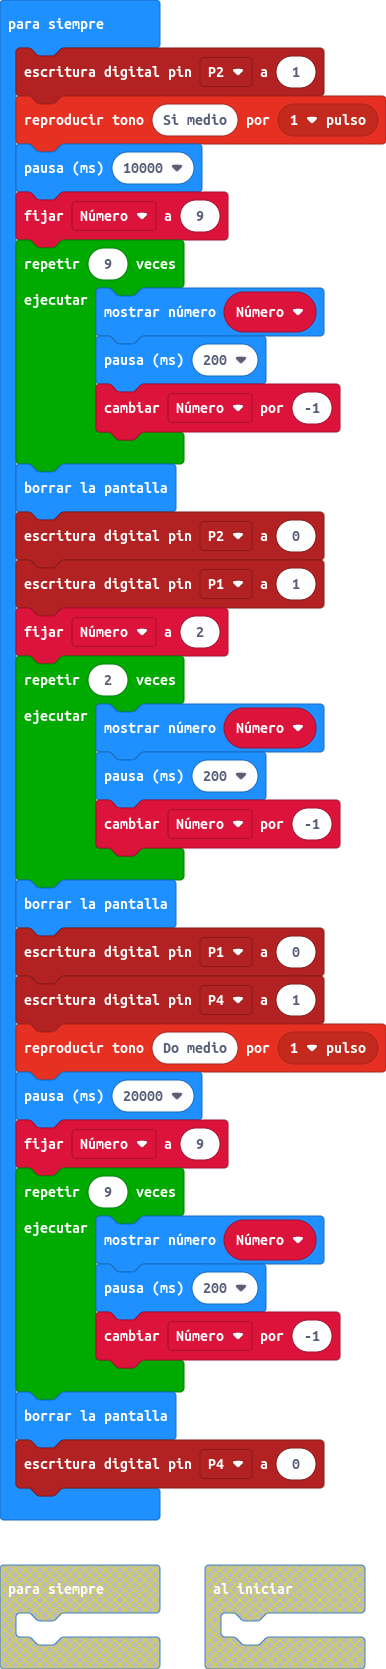 para siempre
escritura digital pin P2 a 1
reproducir tono Si medio por 1 pulso
pausa (ms) 10000
fijar Número a 9
repetir 9 veces
ejecutar mostrar número Número
pausa (ms) 200
cambiar Número por -1
borrar la pantalla
escritura digital pin P2 a 0
escritura digital pin P1 a 1
fijar Número a 2
repetir 2 veces
ejecutar mostrar número Número
pausa (ms) 200
cambiar Número por -1
borrar la pantalla
escritura digital pin P1 a 0
escritura digital pin P4 a 1
reproducir tono Do medio por 1 pulso
pausa (ms) 20000
fijar Número a 9
repetir 9 veces
ejecutar mostrar número Número
pausa (ms) 200
cambiar Número por -1
borrar la pantalla
escritura digital pin P4 a 0
para siempre al iniciar